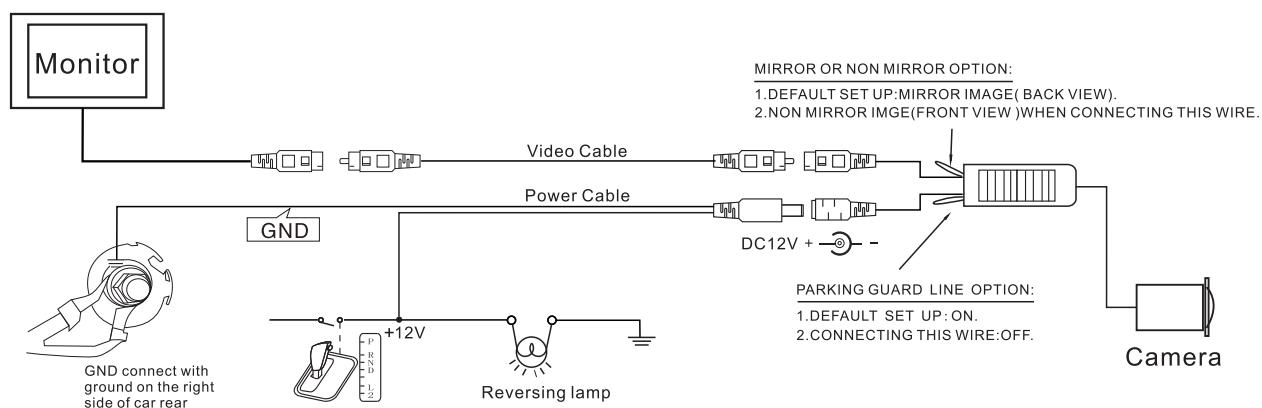 Monitor
MIRROR OR NON MIRROR OPTION:
1.DEFAULT SET UP:MIRROR IMAGE( BACK VIEW).
2.NON MIRROR IMGE(FRONT VIEW )WHEN CONNECTING THIS WIRE.
Video Cable
Power Cable
GND
DC12V + -
PARKING GUARD LINE OPTION:
1.DEFAULT SET UP: ON.
2.CONNECTING THIS WIRE:OFF.
+12V
P
R
N
D
L
2
Reversing lamp
Camera
GND connect with
ground on the right
side of car rear